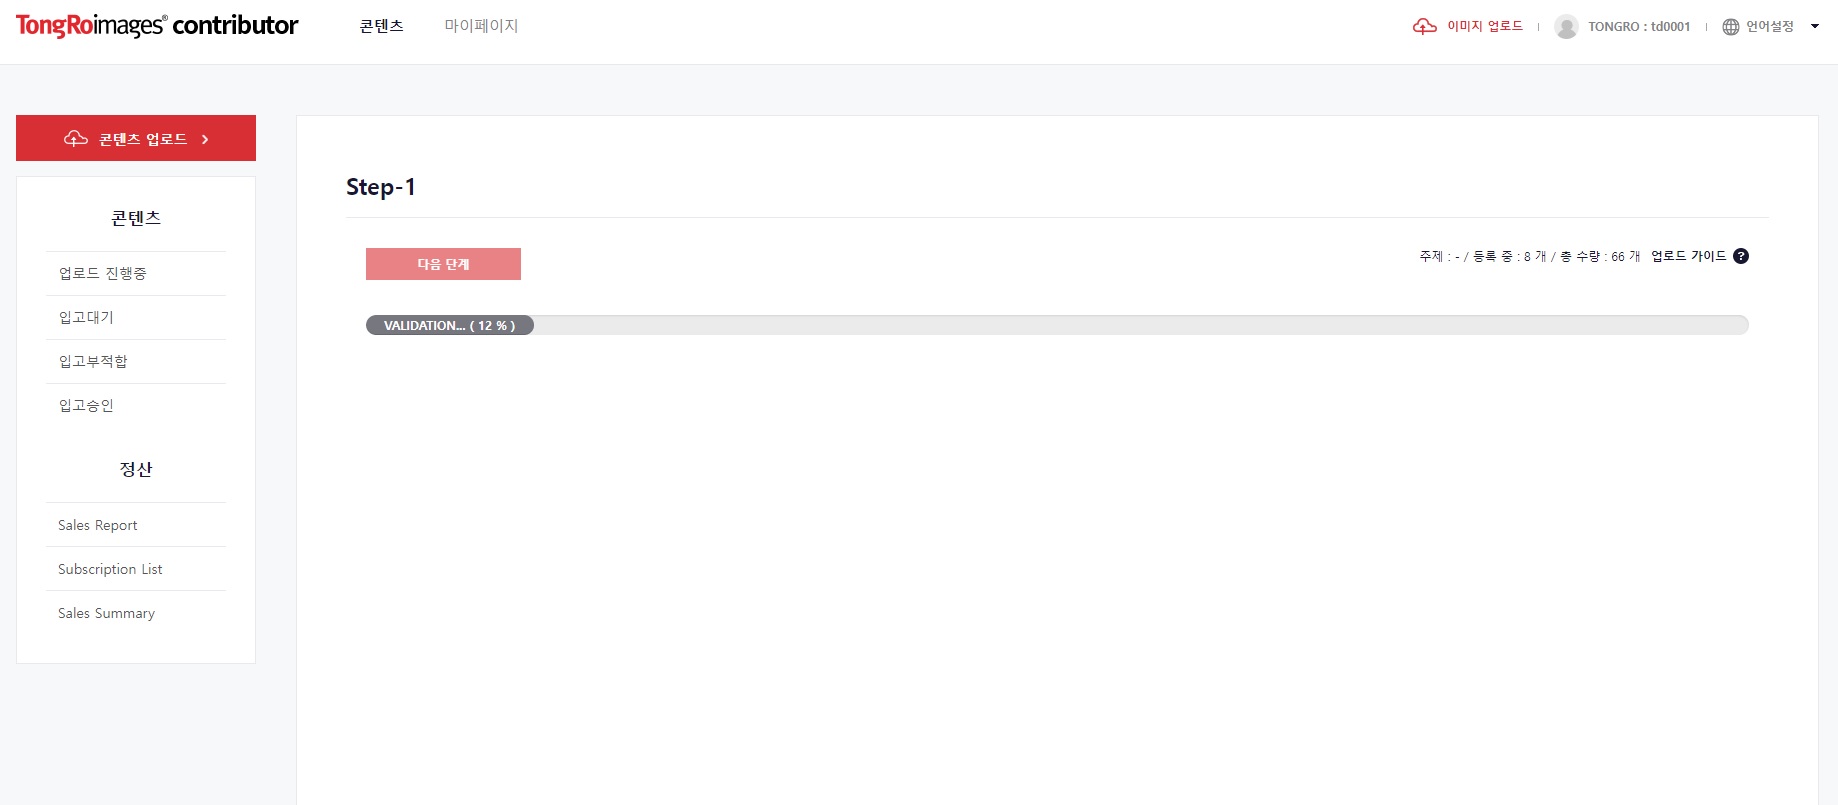 TongRoimages® contributor
콘텐츠
마이페이지
이미지 업로드
TONGRO : td0001
언어설정
콘텐츠 업로드
콘텐츠
업로드 진행중
입고대기
입고부적합
입고승인
정산
Sales Report
Subscription List
Sales Summary
Step-1
다음 단계
주제 : - / 등록 중 : 8 개 / 총 수량 : 66 개 업로드 가이드 ?
VALIDATION... ( 12 % )